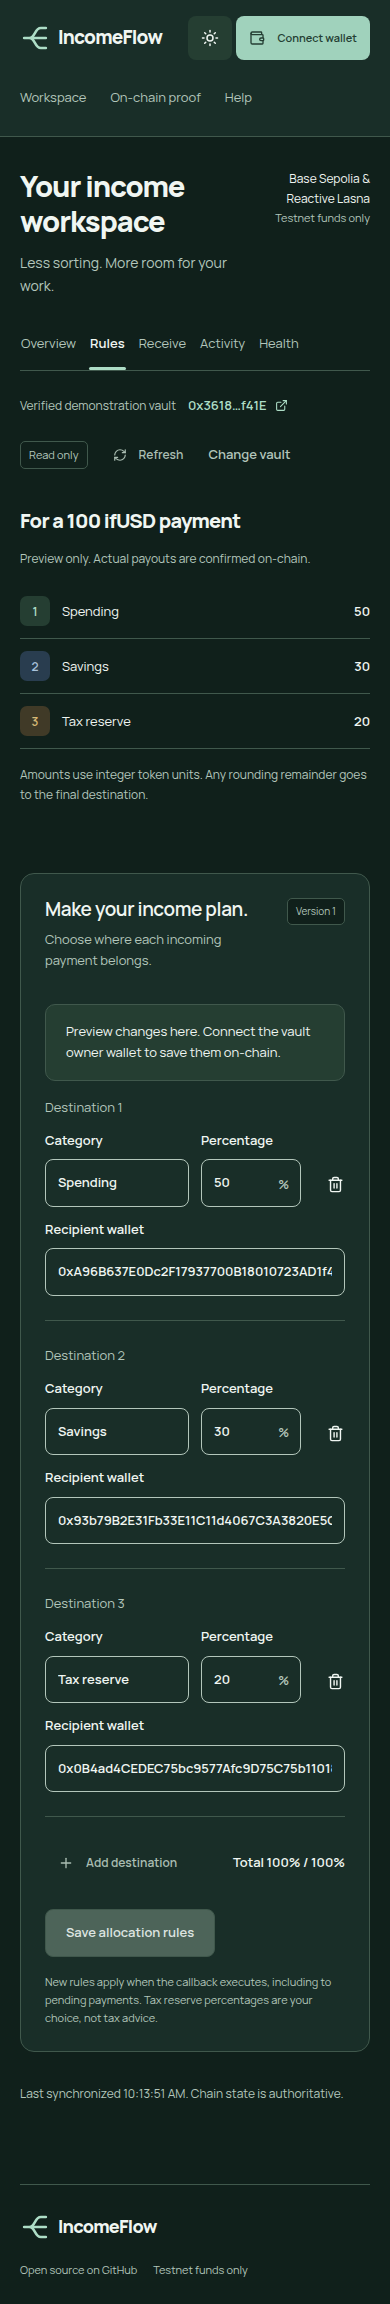 IncomeFlow
Connect wallet
Workspace On-chain proof Help
Your income
workspace
Base Sepolia &
Reactive Lasna
Testnet funds only
Less sorting. More room for your
work.
Overview Rules Receive Activity Health
Verified demonstration vault 0x3618...f41E
Read only Refresh Change vault
For a 100 ifUSD payment
Preview only. Actual payouts are confirmed on-chain.
1 Spending 50
2 Savings 30
3 Tax reserve 20
Amounts use integer token units. Any rounding remainder goes
to the final destination.
Make your income plan.
Version 1
Choose where each incoming
payment belongs.
Preview changes here. Connect the vault
owner wallet to save them on-chain.
Destination 1
Category Percentage
Spending 50 %
Recipient wallet
0xA96B637E0Dc2F17937700B18010723AD1f4
Destination 2
Category Percentage
Savings 30 %
Recipient wallet
0x93b79B2E31Fb33E11C11d4067C3A3820E5C
Destination 3
Category Percentage
Tax reserve 20 %
Recipient wallet
0x0B4ad4CEDEC75bc9577Afc9D75C75b1101
Add destination Total 100% / 100%
Save allocation rules
New rules apply when the callback executes, including to
pending payments. Tax reserve percentages are your
choice, not tax advice.
Last synchronized 10:13:51 AM. Chain state is authoritative.
IncomeFlow
Open source on GitHub Testnet funds only